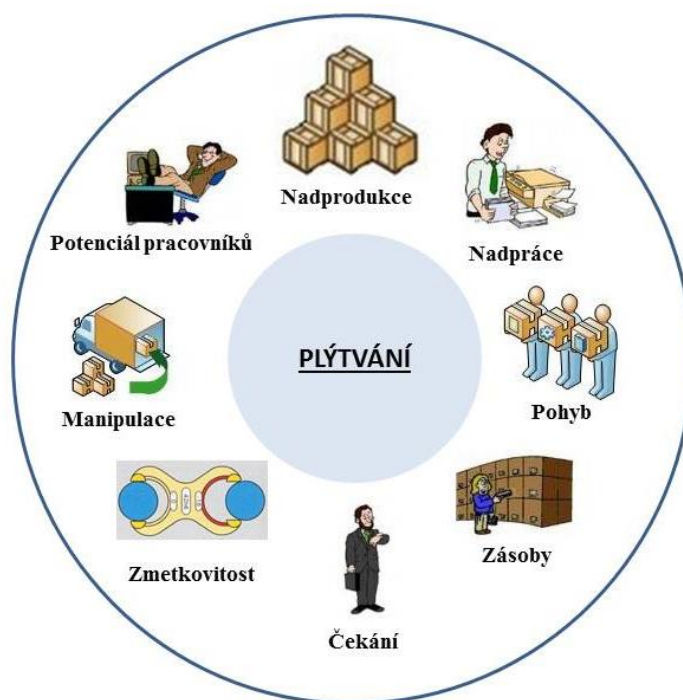 Nadprodukce
Nadpráce
Pohyb
Zásoby
Čekání
Zmetkovitost
Manipulace
Potenciál pracovníků
PLÝTVÁNÍ